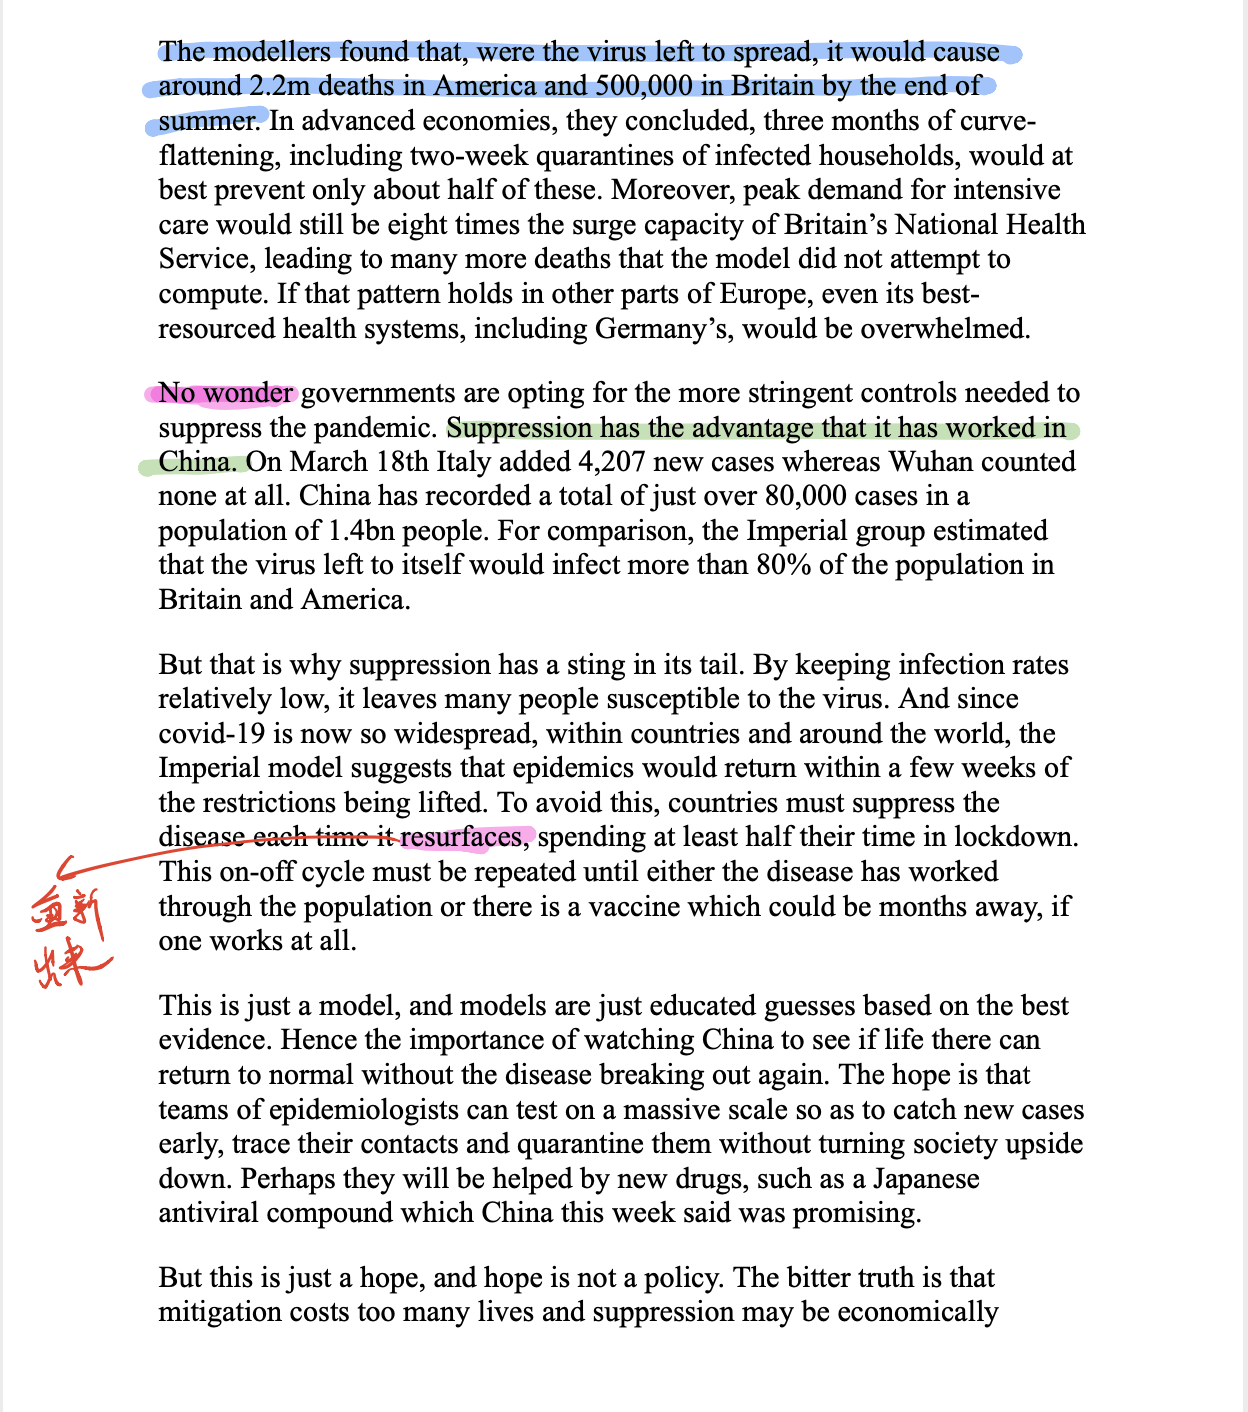 The modellers found that, were the virus left to spread, it would cause
around 2.2m deaths in America and 500,000 in Britain by the end of
summer. In advanced economies, they concluded, three months of curve-
flattening, including two-week quarantines of infected households, would at
best prevent only about half of these. Moreover, peak demand for intensive
care would still be eight times the surge capacity of Britain’s National Health
Service, leading to many more deaths that the model did not attempt to
compute. If that pattern holds in other parts of Europe, even its best-
resourced health systems, including Germany’s, would be overwhelmed.
No wonder governments are opting for the more stringent controls needed to
suppress the pandemic. Suppression has the advantage that it has worked in
China. On March 18th Italy added 4,207 new cases whereas Wuhan counted
none at all. China has recorded a total of just over 80,000 cases in a
population of 1.4bn people. For comparison, the Imperial group estimated
that the virus left to itself would infect more than 80% of the population in
Britain and America.
But that is why suppression has a sting in its tail. By keeping infection rates
relatively low, it leaves many people susceptible to the virus. And since
covid-19 is now so widespread, within countries and around the world, the
Imperial model suggests that epidemics would return within a few weeks of
the restrictions being lifted. To avoid this, countries must suppress the
disease each time it resurfaces, spending at least half their time in lockdown.
This on-off cycle must be repeated until either the disease has worked
through the population or there is a vaccine which could be months away, if
one works at all.
重新
出来
This is just a model, and models are just educated guesses based on the best
evidence. Hence the importance of watching China to see if life there can
return to normal without the disease breaking out again. The hope is that
teams of epidemiologists can test on a massive scale so as to catch new cases
early, trace their contacts and quarantine them without turning society upside
down. Perhaps they will be helped by new drugs, such as a Japanese
antiviral compound which China this week said was promising.
But this is just a hope, and hope is not a policy. The bitter truth is that
mitigation costs too many lives and suppression may be economically